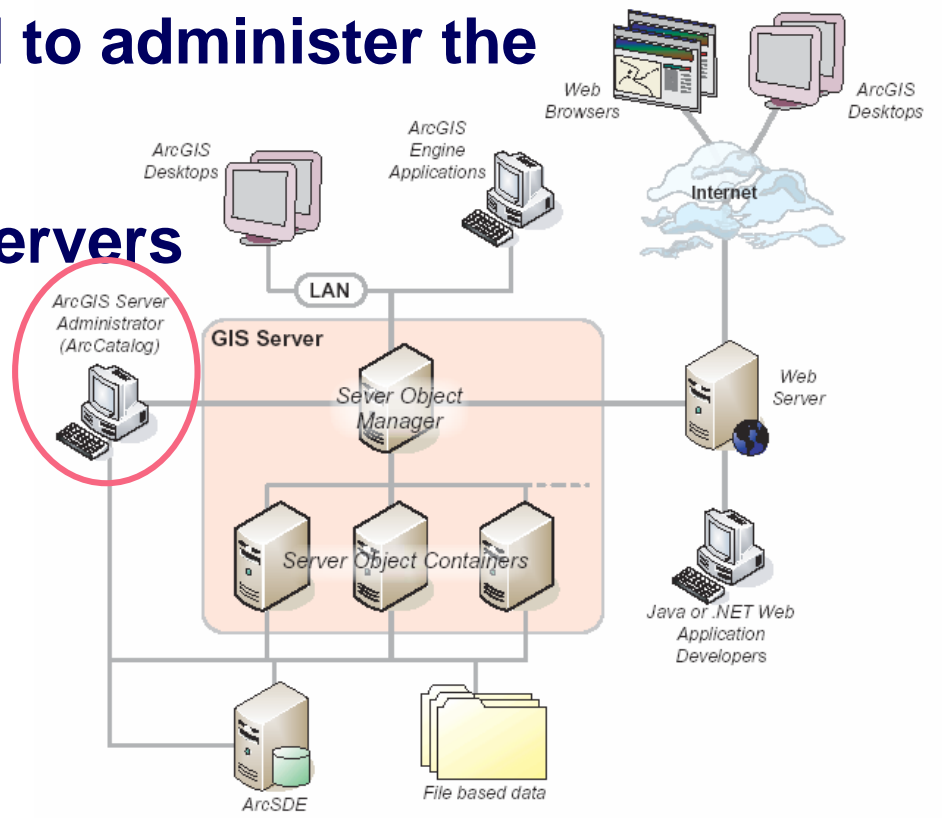 l to administer the
ervers
Web
Browsers
ArcGIS
Desktops
ArcGIS
Desktops
ArcGIS
Engine
Applications
Internet
LAN
ArcGIS Server
Administrator
(ArcCatalog)
GIS Server
Sever Object
Manager
Web
Server
Server Object Containers
Java or .NET Web
Application
Developers
ArcSDE
File based data